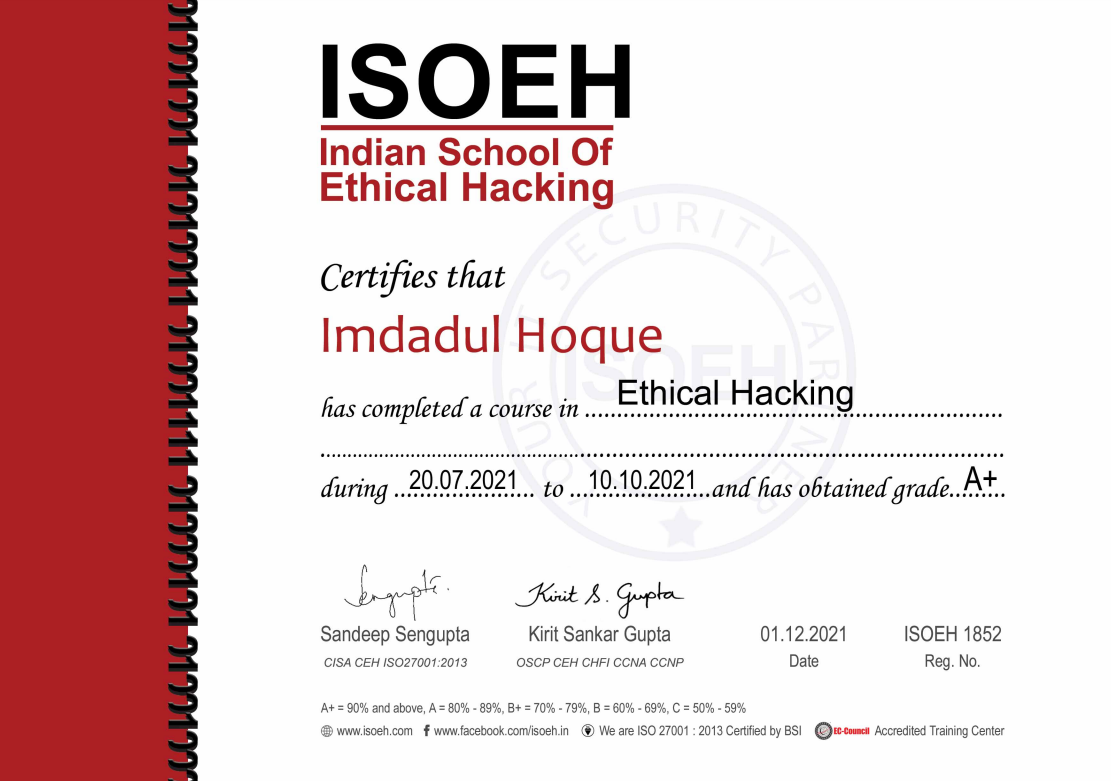 ISOEH
Indian School Of
Ethical Hacking
YOUR IT SECURITY PARTNER
ISOEH
Certifies that
Imdadul Hoque
has completed a course in Ethical Hacking
during 20.07.2021 to 10.10.2021 and has obtained grade A+
Sengupta.
Kirit S. Gupta
Sandeep Sengupta Kirit Sankar Gupta 01.12.2021 ISOEH 1852
CISA CEH ISO27001:2013 OSCP CEH CHFI CCNA CCNP Date Reg. No.
A+ = 90% and above, A = 80% - 89%, B+ = 70% - 79%, B = 60% - 69%, C = 50% - 59%
www.isoeh.com f www.facebook.com/isoeh.in We are ISO 27001 : 2013 Certified by BSI EC-Council Accredited Training Center